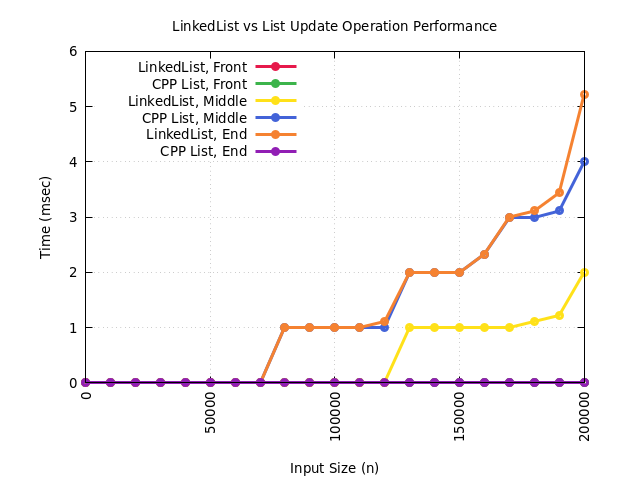 LinkedList vs List Update Operation Performance
6
5
4
3
2
1
0
Time (msec)
LinkedList, Front
CPP List, Front
LinkedList, Middle
CPP List, Middle
LinkedList, End
CPP List, End
0
50000
100000
150000
200000
Input Size (n)